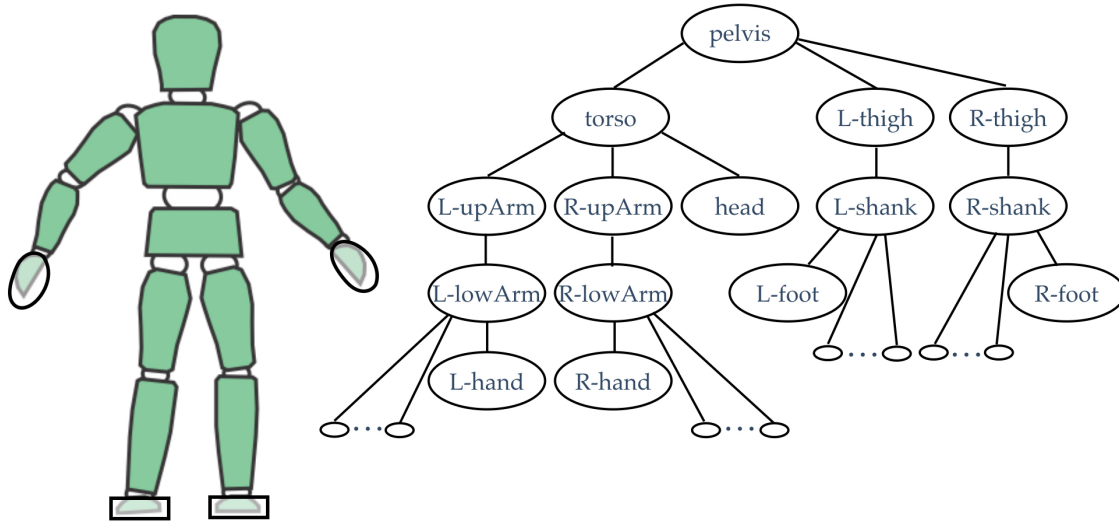 pelvis
torso
L-thigh
R-thigh
L-upArm
R-upArm
head
L-shank
R-shank
L-lowArm
R-lowArm
L-foot
R-foot
L-hand
R-hand